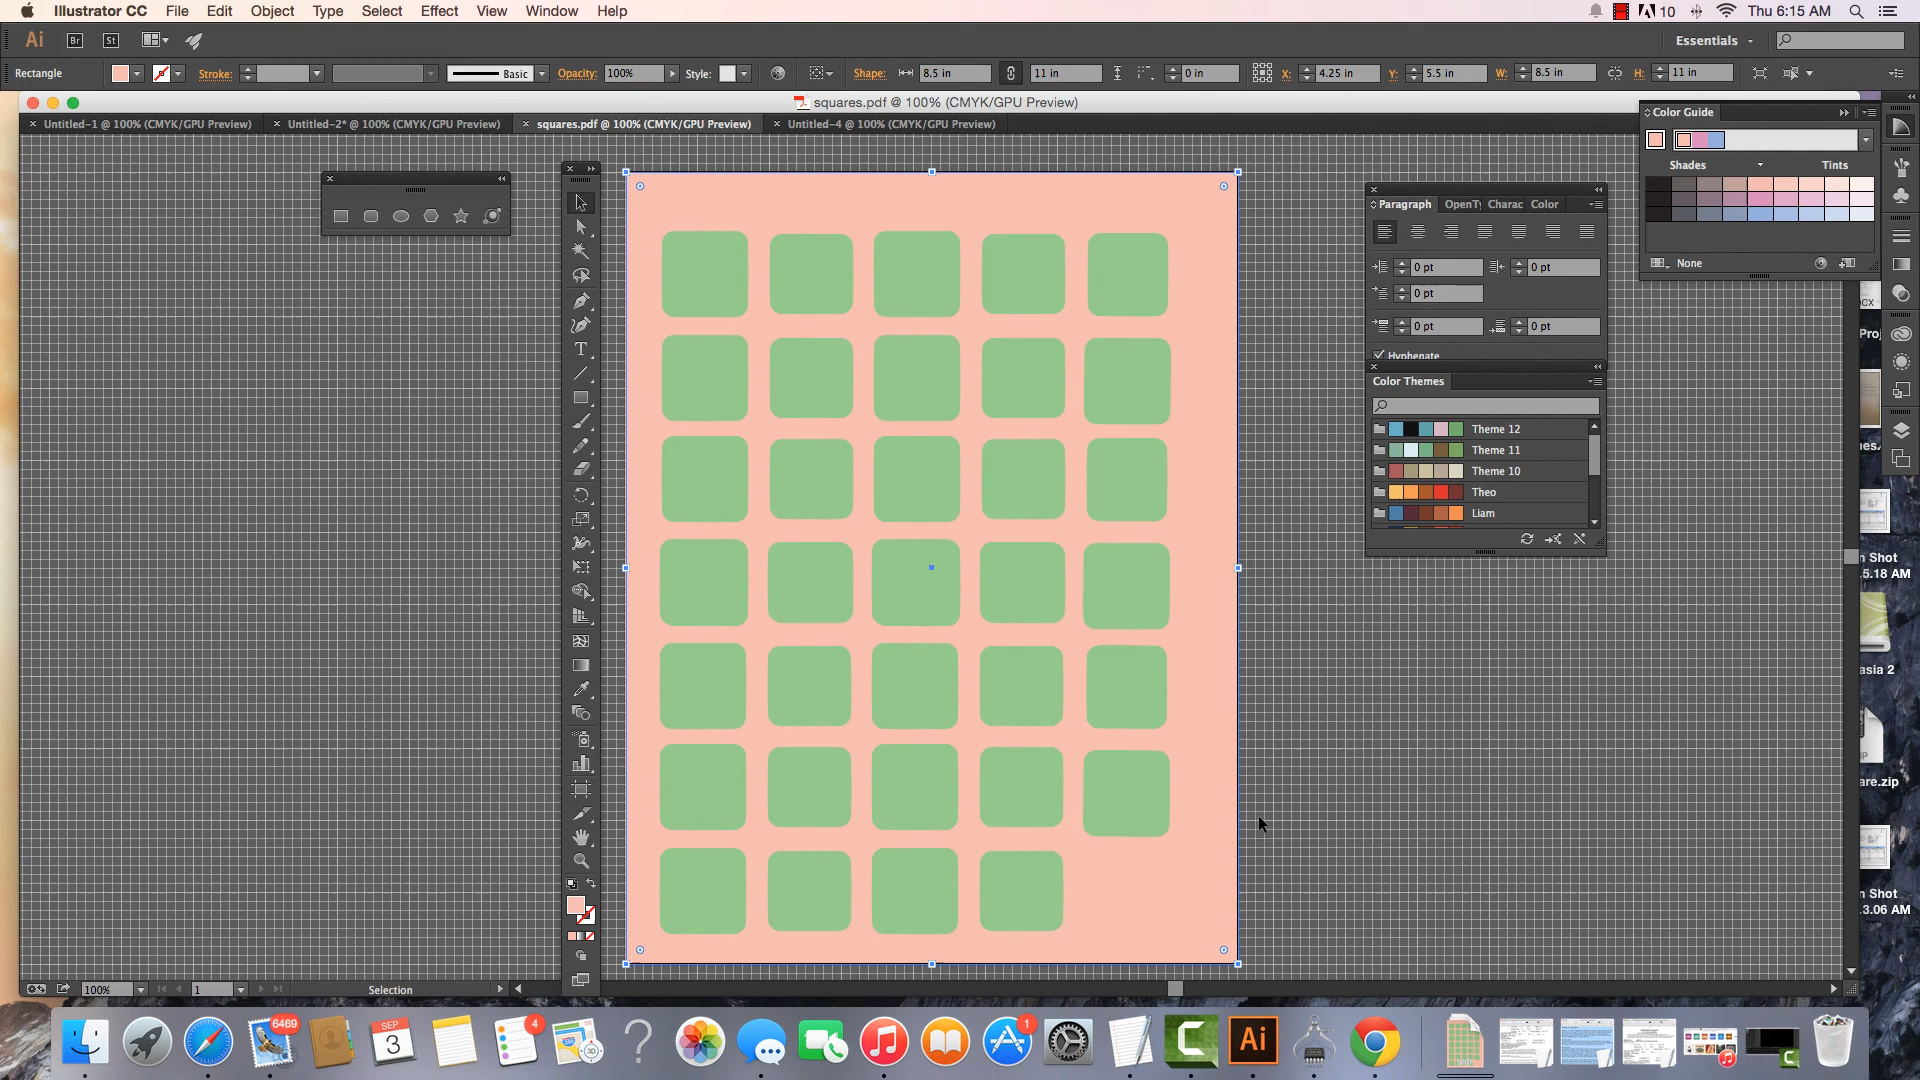 Illustrator CC File Edit Object Type Select Effect View Window Help 10 Thu 6:15 AM
Ai Br St Essentials
Rectangle Stroke: Basic Opacity: 100% Style: Shape: 8.5 in 11 in 0 in X: 4.25 in Y: 5.5 in W: 8.5 in H: 11 in
squares.pdf @ 100% (CMYK/GPU Preview)
Untitled-1 @ 100% (CMYK/GPU Preview) Untitled-2* @ 100% (CMYK/GPU Preview) squares.pdf @ 100% (CMYK/GPU Preview) Untitled-4 @ 100% (CMYK/GPU Preview)
Color Guide
Shades Tints
None
Paragraph OpenTy Charac Color
0 pt 0 pt
0 pt
0 pt 0 pt
Hyphenate
Color Themes
Theme 12
Theme 11
Theme 10
Theo
Liam
CX
Proj
nes.
n Shot
5.18 AM
asia 2
are.zip
n Shot
3.06 AM
T
100% 1 Selection
6469 SEP 3 4 3D ? 1 C Ai